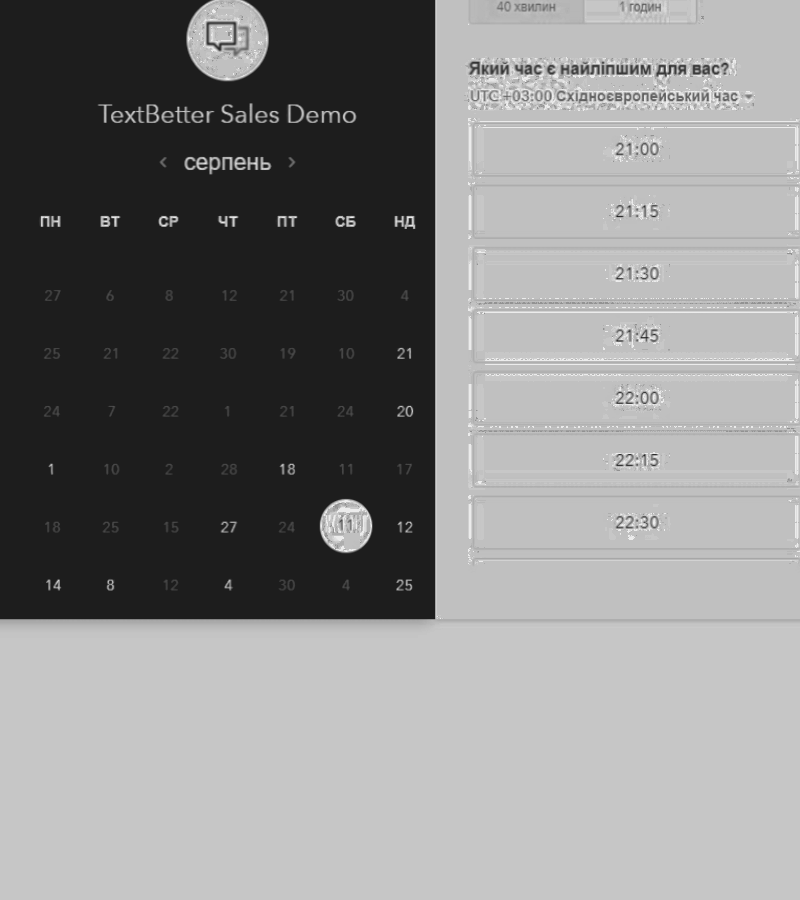 TextBetter Sales Demo
серпень
ПН ВТ СР ЧТ ПТ СБ НД
27 6 8 12 21 30 4
25 21 22 30 19 10 21
24 7 22 1 21 24 20
1 10 2 28 18 11 17
18 25 15 27 24 11 12
14 8 12 4 30 4 25
40 хвилин 1 годин
Який час є найліпшим для вас?
UTC +03:00 Східноєвропейський час
21:00
21:15
21:30
21:45
22:00
22:15
22:30